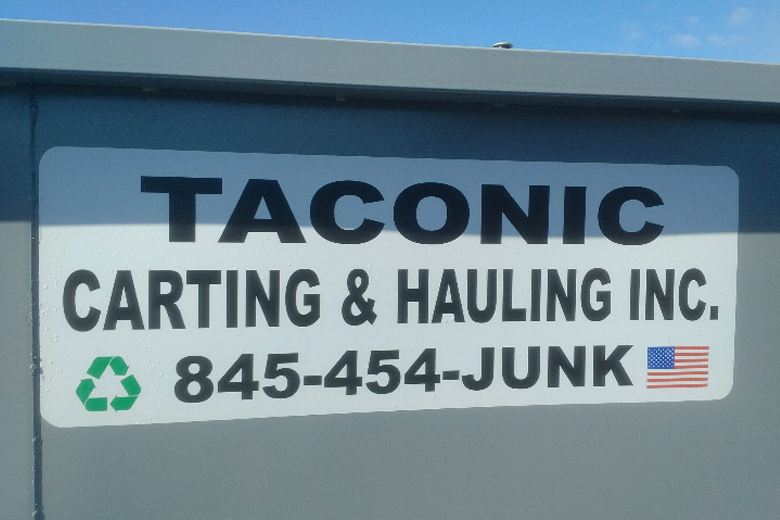 TACONIC
CARTING & HAULING INC.
845-454-JUNK